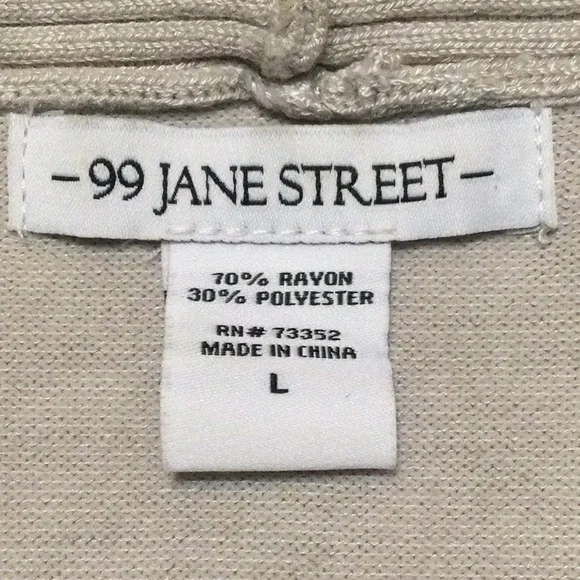 -99 JANE STREET-
70% RAYON
30% POLYESTER
RN# 73352
MADE IN CHINA
L